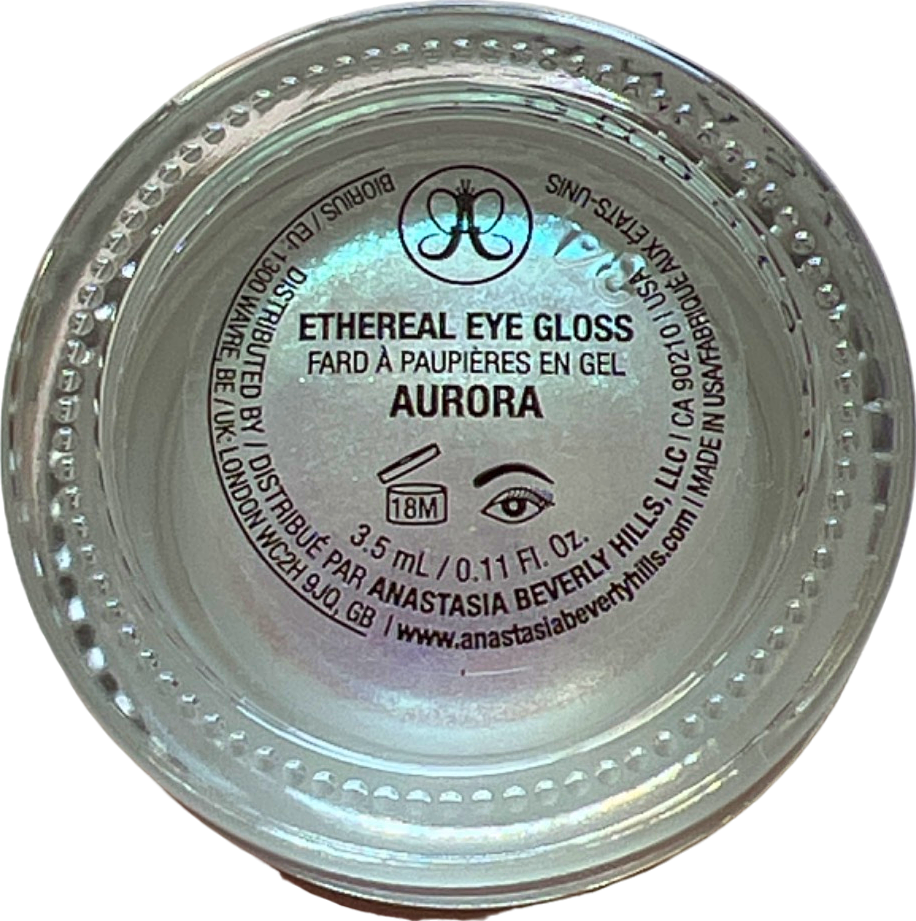 ETHEREAL EYE GLOSS
FARD À PAUPIÈRES EN GEL
AURORA
18M
3.5 mL / 0.11 Fl. Oz.
DISTRIBUTED BY / DISTRIBUÉ PAR ANASTASIA BEVERLY HILLS, LLC | CA 90210 | USA
BIORIUS / EU· 1300 WAVRE, BE / UK· LONDON WC2H 9JQ, GB | www.anastasiabeverlyhills.com | MADE IN USA/FABRIQUÉ AUX ÉTATS-UNIS